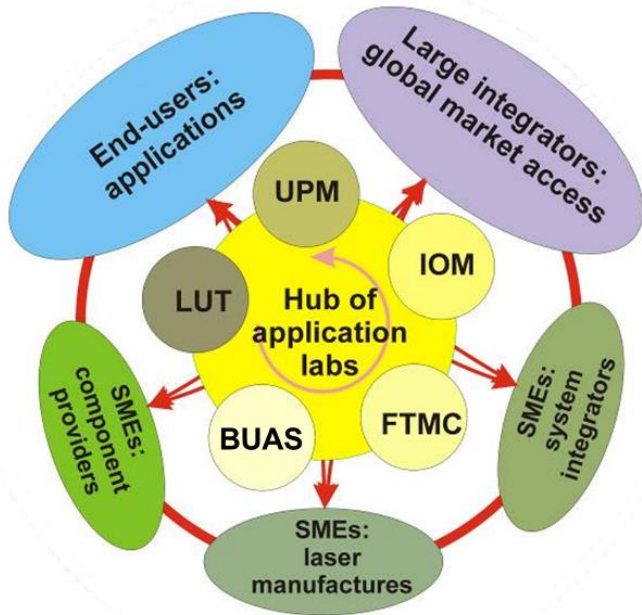 End-users:
applications
Large integrators:
global market access
UPM
IOM
LUT
Hub of
application
labs
BUAS
FTMC
SMEs:
component
providers
SMEs:
system
integrators
SMEs:
laser
manufactures